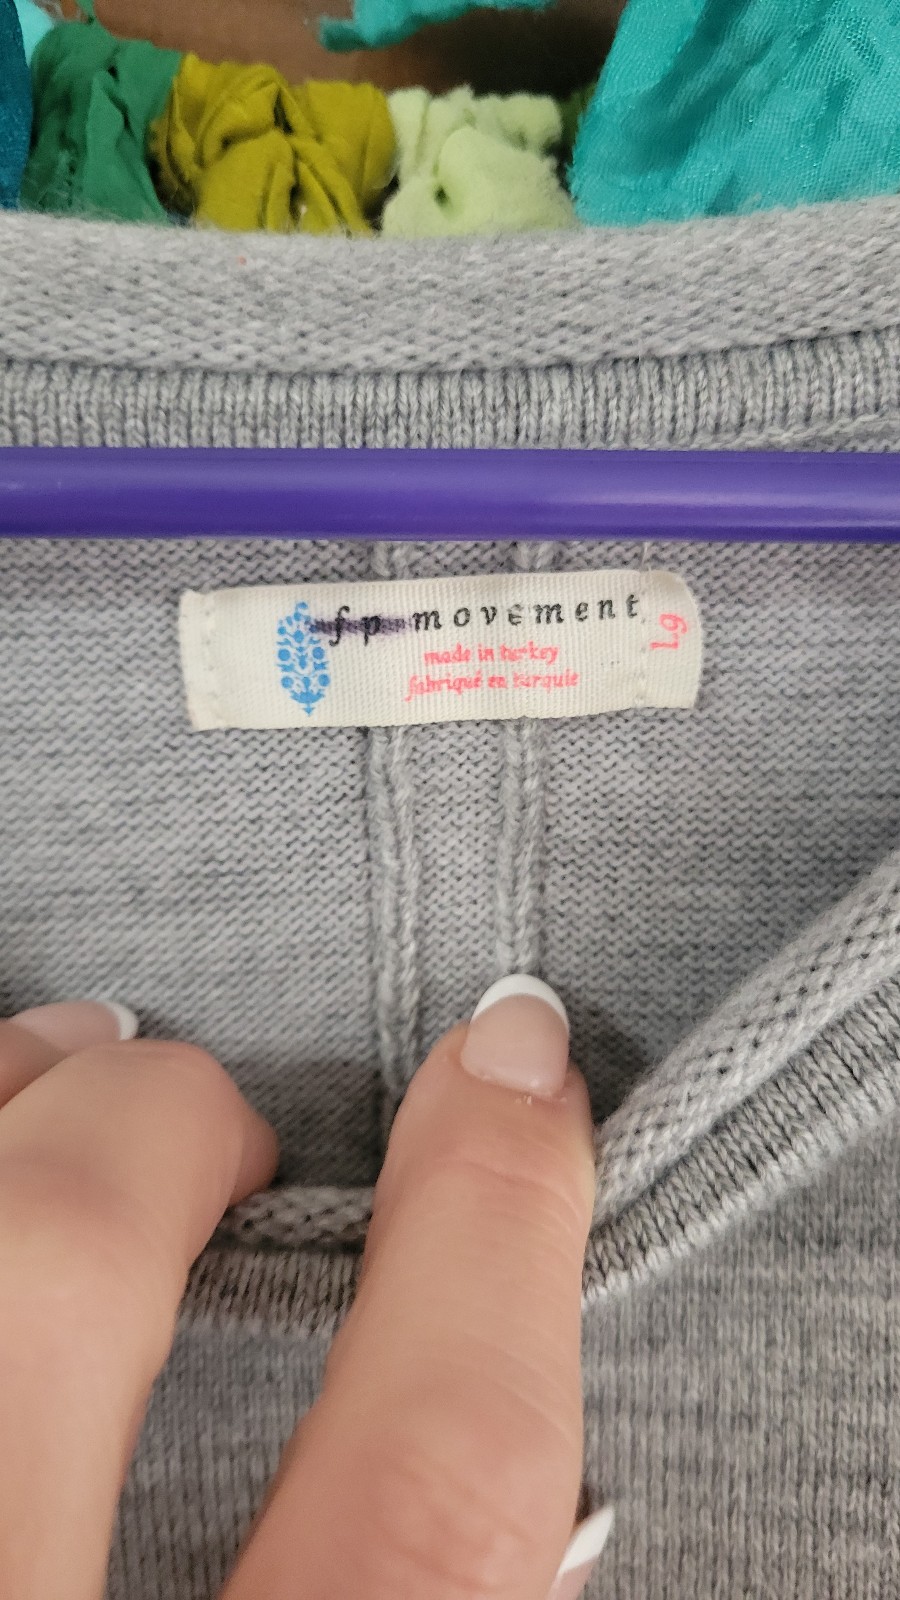 fp movement
made in turkey
fabriqué en turquie
Lg